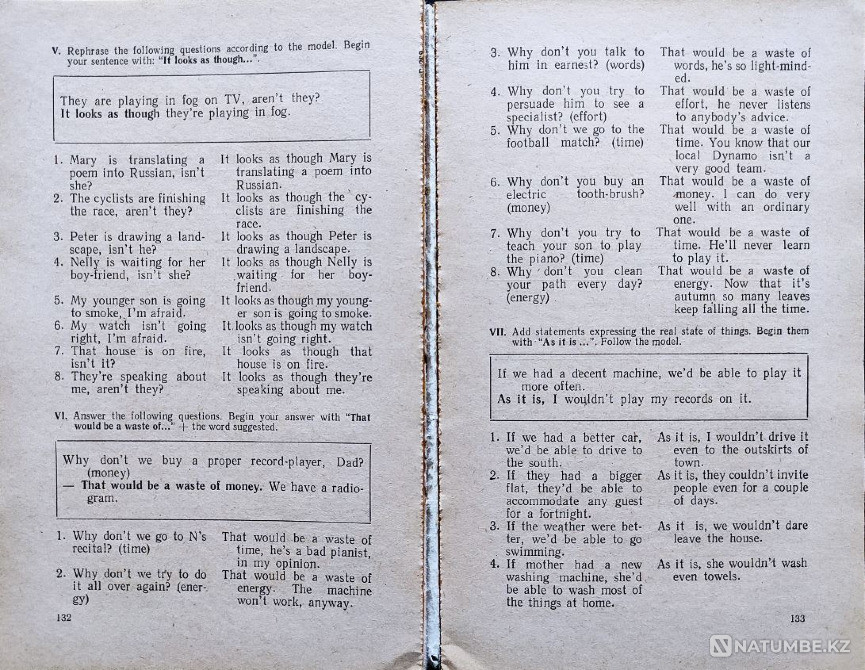 V. Rephrase the following questions according to the model. Begin
your sentence with: "It looks as though...".
They are playing in fog on TV, aren't they?
It looks as though they're playing in fog.
1. Mary is translating a
poem into Russian, isn't
she?
It looks as though Mary is
translating a poem into
Russian.
2. The cyclists are finishing
the race, aren't they?
It looks as though the cy-
clists are finishing the
race.
3. Peter is drawing a land-
scape, isn't he?
It looks as though Peter is
drawing a landscape.
4. Nelly is waiting for her
boy-friend, isn't she?
It looks as though Nelly is
waiting for her boy-
friend.
5. My younger son is going
to smoke, I'm afraid.
It looks as though my young-
er son is going to smoke.
6. My watch isn't going
right, I'm afraid.
It looks as though my watch
isn't going right.
7. That house is on fire,
isn't it?
It looks as though that
house is on fire.
8. They're speaking about
me, aren't they?
It looks as though they're
speaking about me.
VI. Answer the following questions. Begin your answer with "That
would be a waste of..." + the word suggested.
Why don't we buy a proper record-player, Dad?
(money)
— That would be a waste of money. We have a radio-
gram.
1. Why don't we go to N's
recital? (time)
That would be a waste of
time, he's a bad pianist,
in my opinion.
2. Why don't we try to do
it all over again? (ener-
gy)
That would be a waste of
energy. The machine
won't work, anyway.
132
3. Why don't you talk to
him in earnest? (words)
That would be a waste of
words, he's so light-mind-
ed.
4. Why don't you try to
persuade him to see a
specialist? (effort)
That would be a waste of
effort, he never listens
to anybody's advice.
5. Why don't we go to the
football match? (time)
That would be a waste of
time. You know that our
local Dynamo isn't a
very good team.
6. Why don't you buy an
electric tooth-brush?
(money)
That would be a waste of
money. I can do very
well with an ordinary
one.
7. Why don't you try to
teach your son to play
the piano? (time)
That would be a waste of
time. He'll never learn
to play it.
8. Why don't you clean
your path every day?
(energy)
That would be a waste of
energy. Now that it's
autumn so many leaves
keep falling all the time.
VII. Add statements expressing the real state of things. Begin them
with "As it is ...". Follow the model.
If we had a decent machine, we'd be able to play it
more often.
As it is, I wouldn't play my records on it.
1. If we had a better car,
we'd be able to drive to
the south.
As it is, I wouldn't drive it
even to the outskirts of
town.
2. If they had a bigger
flat, they'd be able to
accommodate any guest
for a fortnight.
As it is, they couldn't invite
people even for a couple
of days.
3. If the weather were bet-
ter, we'd be able to go
swimming.
As it is, we wouldn't dare
leave the house.
4. If mother had a new
washing machine, she'd
be able to wash most of
the things at home.
As it is, she wouldn't wash
even towels.
133
NATUMBE.KZ